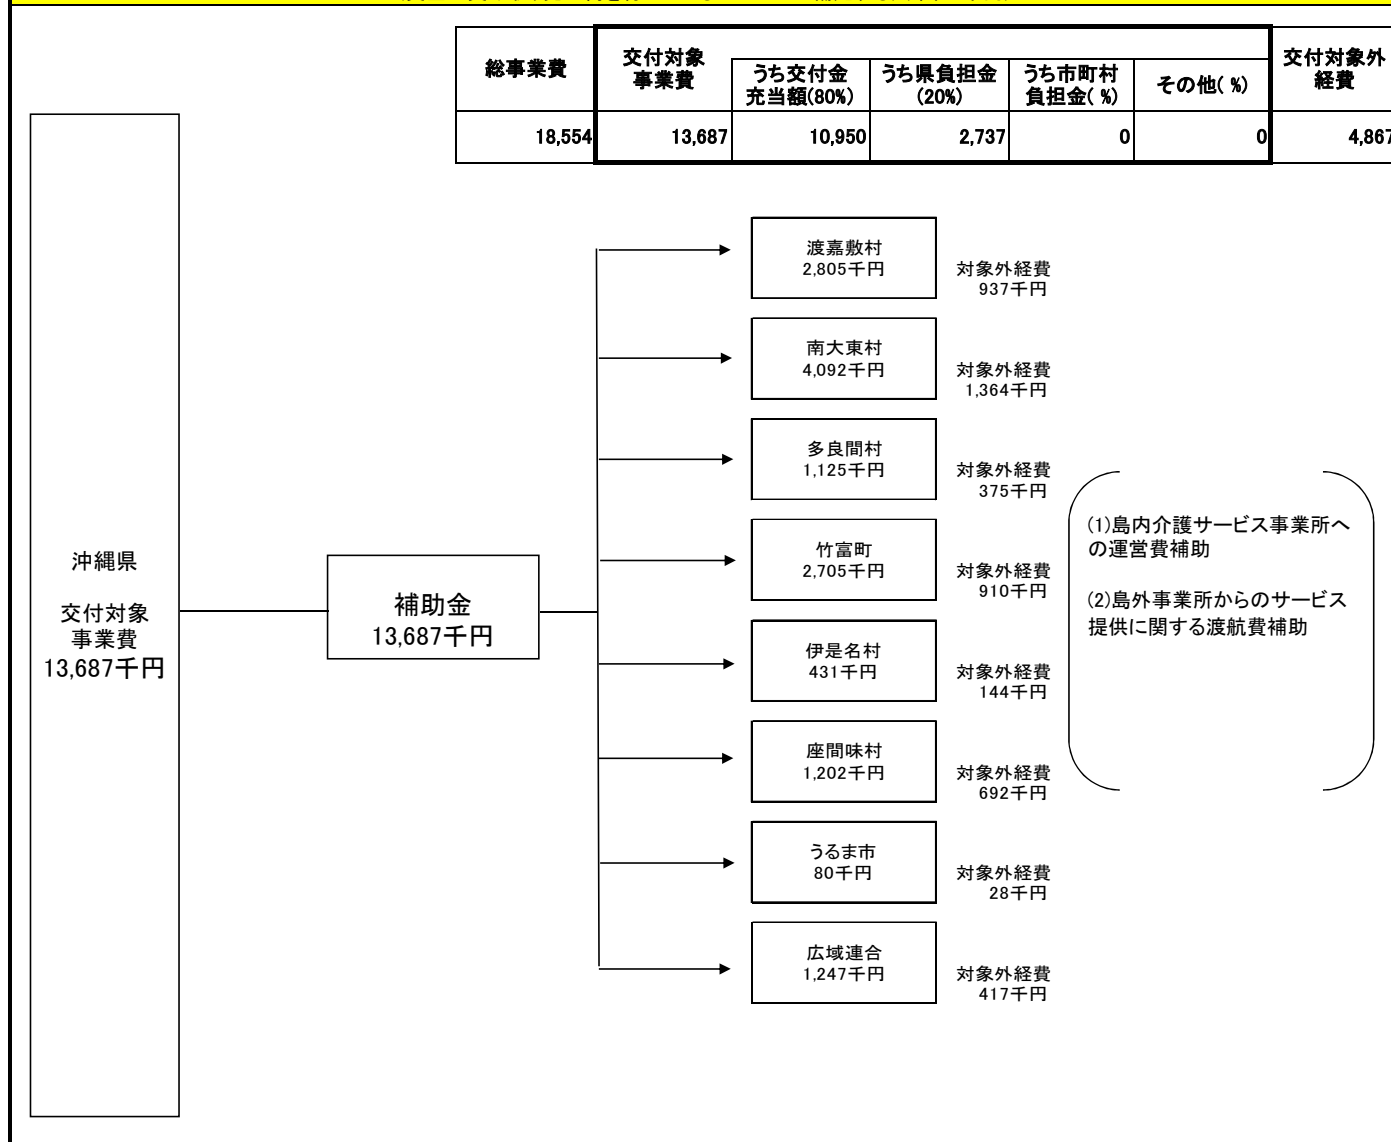 総事業費
交付対象
事業費
うち交付金
充当額(80%)
うち県負担金
(20%)
うち市町村
負担金( %)
その他( %)
交付対象外
経費
18,554
13,687
10,950
2,737
0
0
4,867
沖縄県
交付対象
事業費
13,687千円
補助金
13,687千円
渡嘉敷村
2,805千円
対象外経費
937千円
南大東村
4,092千円
対象外経費
1,364千円
多良間村
1,125千円
対象外経費
375千円
竹富町
2,705千円
対象外経費
910千円
伊是名村
431千円
対象外経費
144千円
座間味村
1,202千円
対象外経費
692千円
うるま市
80千円
対象外経費
28千円
広域連合
1,247千円
対象外経費
417千円
(1)島内介護サービス事業所へ
の運営費補助
(2)島外事業所からのサービス
提供に関する渡航費補助